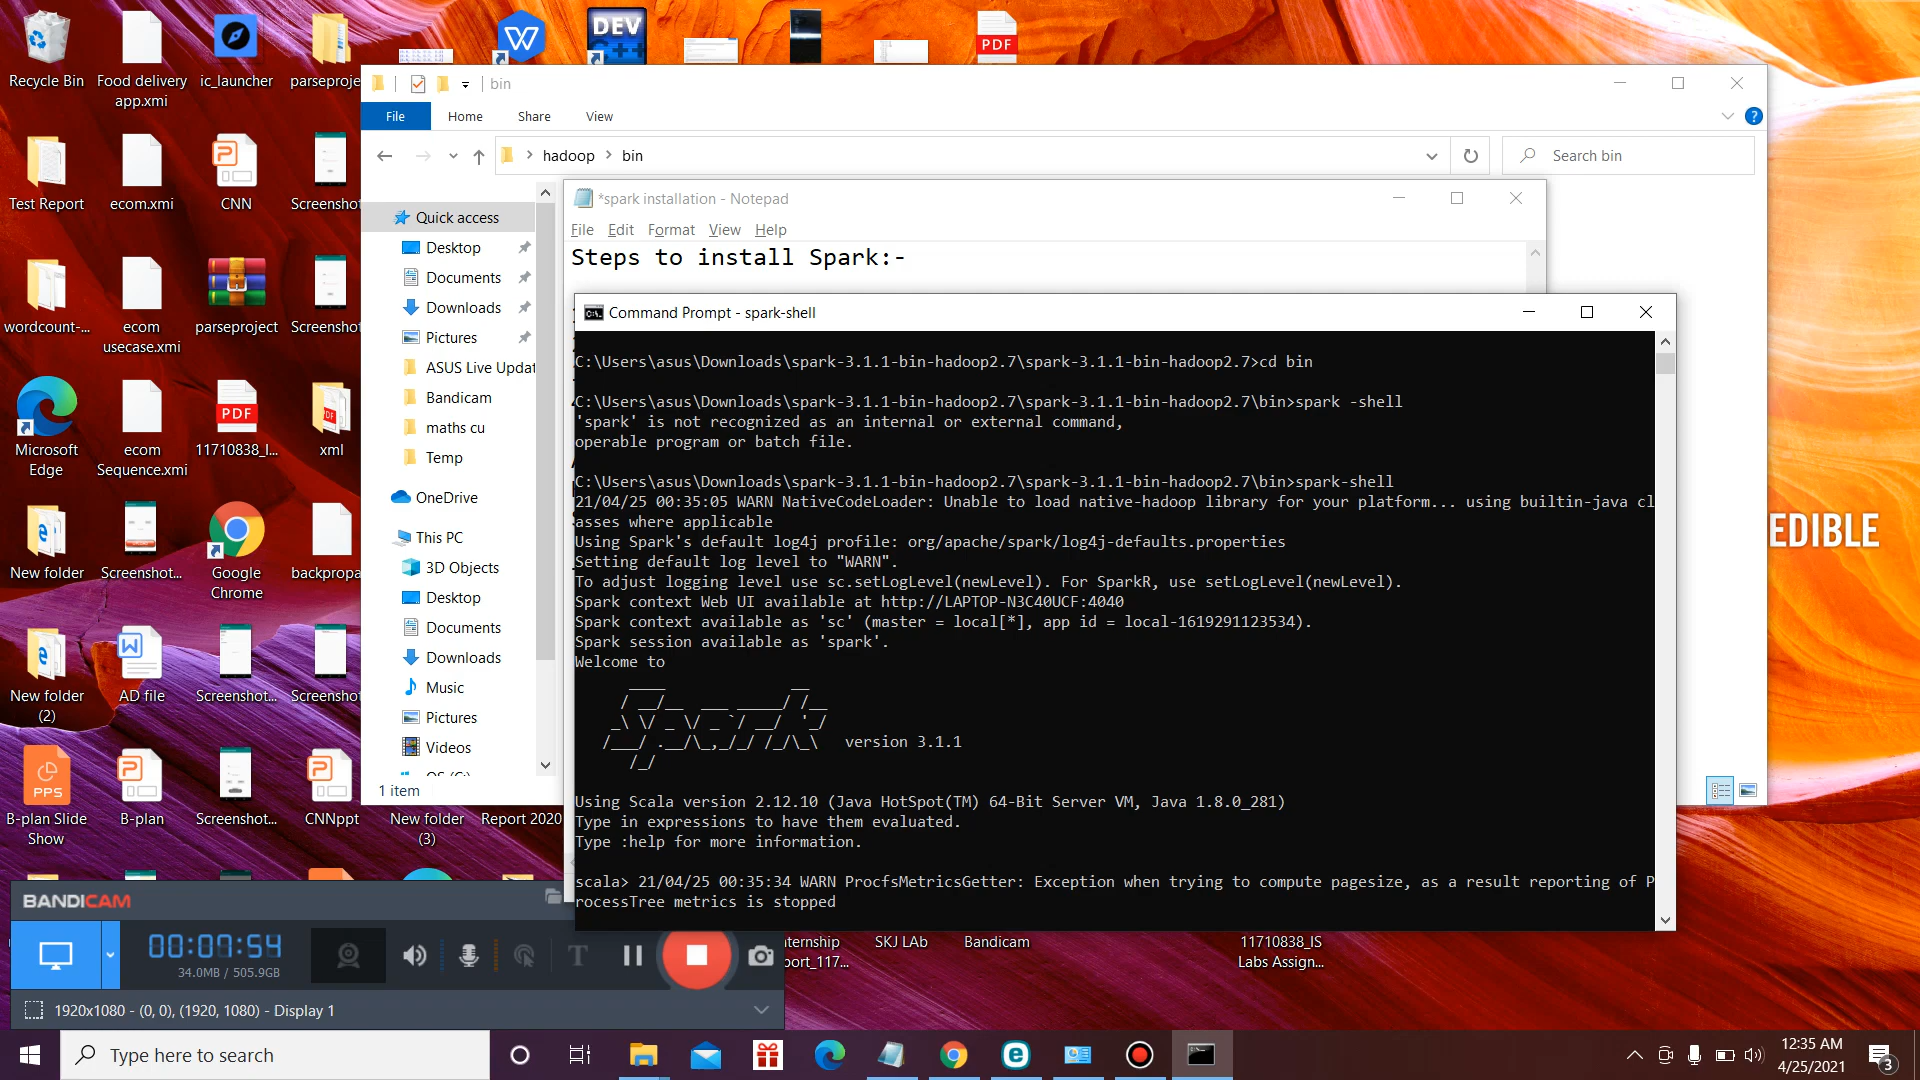 Recycle Bin
Food delivery
app.xmi
ic_launcher
parseproje
DEV
C++
PDF
bin
File
Home
Share
View
hadoop
bin
Search bin
Test Report
ecom.xmi
CNN
Screenshot
Quick access
Desktop
Documents
Downloads
Pictures
ASUS Live Updat
Bandicam
maths cu
Temp
OneDrive
This PC
3D Objects
Desktop
Documents
Downloads
Music
Pictures
Videos
1 item
*spark installation - Notepad
File
Edit
Format
View
Help
Steps to install Spark:-
wordcount-...
ecom
usecase.xmi
parseproject
Screenshot
Microsoft
Edge
ecom
Sequence.xmi
PDF
11710838_I...
PDF
xml
New folder
Screenshot...
Google
Chrome
backpropa
New folder
(2)
AD file
Screenshot...
Screenshot
PPS
B-plan Slide
Show
B-plan
Screenshot...
CNNppt
New folder
(3)
Report 2020
Command Prompt - spark-shell
C:\Users\asus\Downloads\spark-3.1.1-bin-hadoop2.7\spark-3.1.1-bin-hadoop2.7>cd bin
C:\Users\asus\Downloads\spark-3.1.1-bin-hadoop2.7\spark-3.1.1-bin-hadoop2.7\bin>spark -shell
'spark' is not recognized as an internal or external command,
operable program or batch file.
C:\Users\asus\Downloads\spark-3.1.1-bin-hadoop2.7\spark-3.1.1-bin-hadoop2.7\bin>spark-shell
21/04/25 00:35:05 WARN NativeCodeLoader: Unable to load native-hadoop library for your platform... using builtin-java cl
asses where applicable
Using Spark's default log4j profile: org/apache/spark/log4j-defaults.properties
Setting default log level to "WARN".
To adjust logging level use sc.setLogLevel(newLevel). For SparkR, use setLogLevel(newLevel).
Spark context Web UI available at http://LAPTOP-N3C40UCF:4040
Spark context available as 'sc' (master = local[*], app id = local-1619291123534).
Spark session available as 'spark'.
Welcome to
Spark
version 3.1.1
Using Scala version 2.12.10 (Java HotSpot(TM) 64-Bit Server VM, Java 1.8.0_281)
Type in expressions to have them evaluated.
Type :help for more information.
scala> 21/04/25 00:35:34 WARN ProcfsMetricsGetter: Exception when trying to compute pagesize, as a result reporting of P
rocessTree metrics is stopped
EDIBLE
BANDICAM
00:07:54
34.0MB / 505.9GB
1920x1080 - (0, 0), (1920, 1080) - Display 1
nternship
port_117...
SKJ LAb
Bandicam
11710838_IS
Labs Assign...
Type here to search
12:35 AM
4/25/2021
3